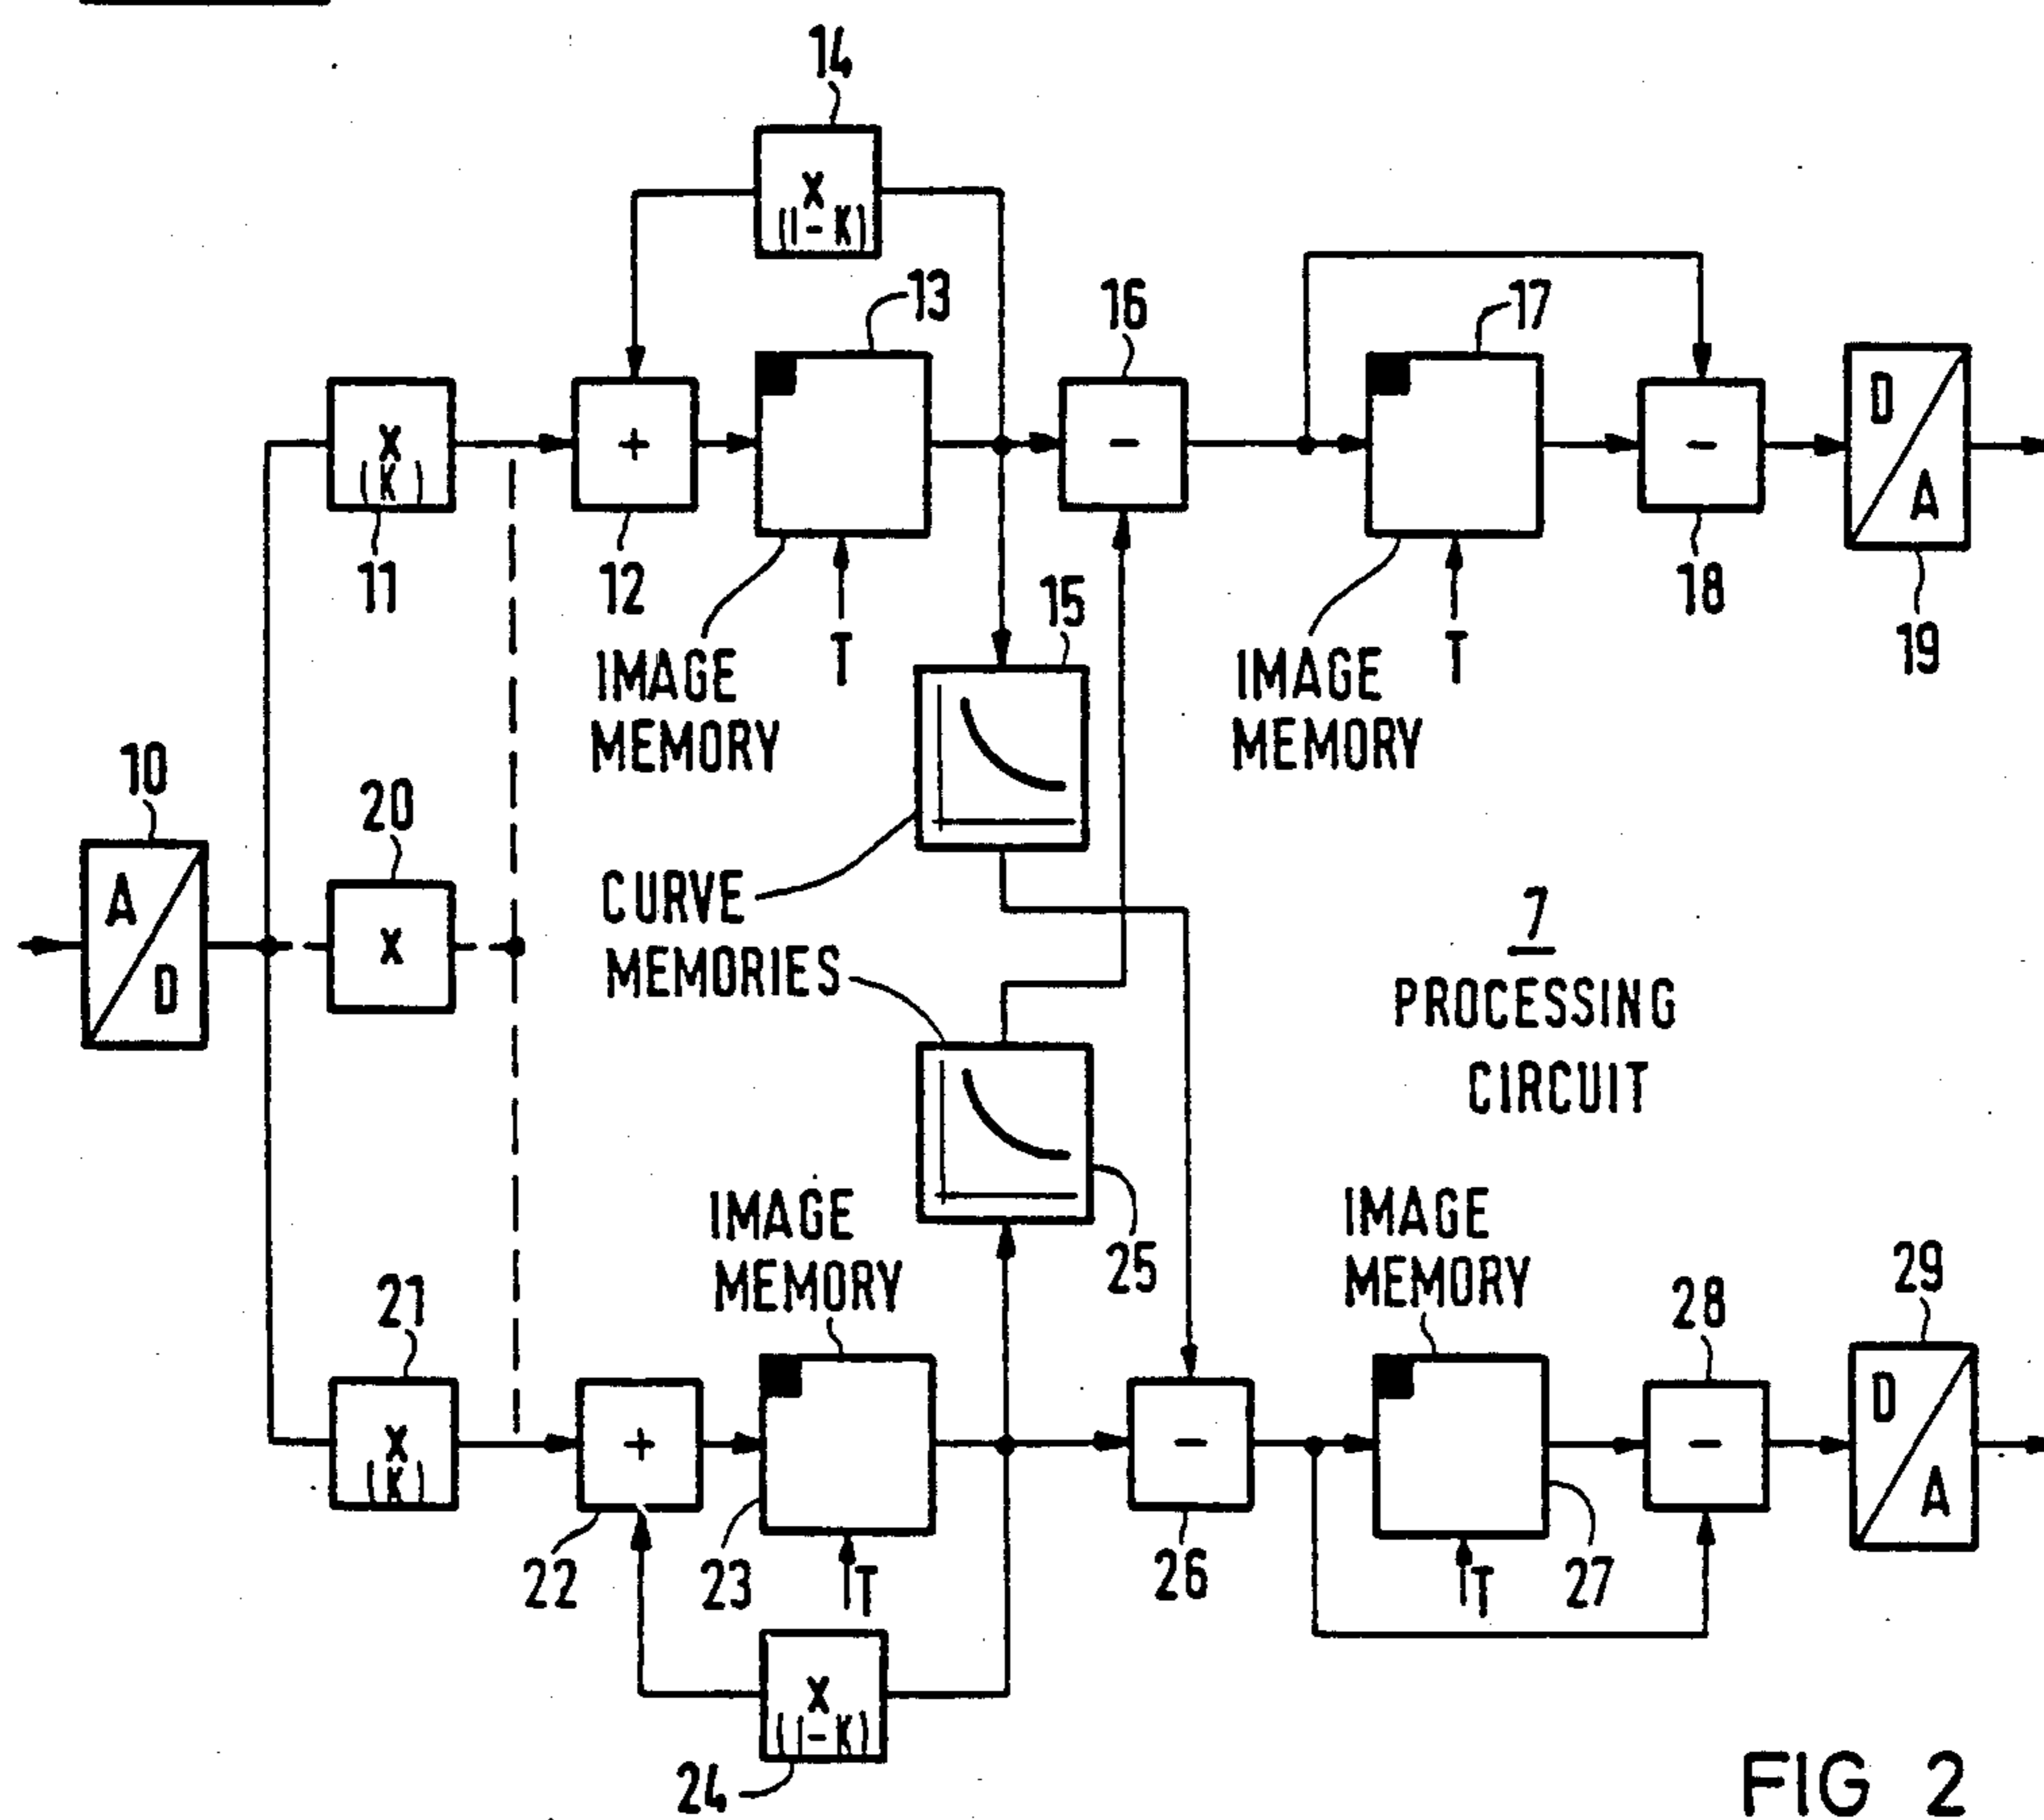 14
X
(1-K)
13
16
17
X
(K)
+
-
-
D
A
11
12
T
15
T
18
19
IMAGE
MEMORY
IMAGE
MEMORY
10
20
A
D
X
CURVE
MEMORIES
7
PROCESSING
CIRCUIT
IMAGE
MEMORY
25
IMAGE
MEMORY
21
28
29
X
(K)
+
-
-
D
A
22
23
T
26
T
27
X
(1-K)
24
FIG 2